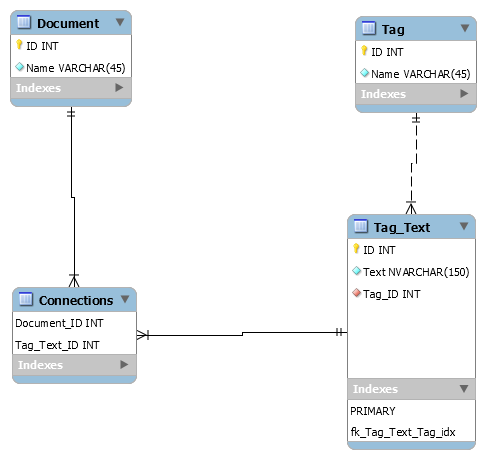 Document
ID INT
Name VARCHAR(45)
Indexes
Tag
ID INT
Name VARCHAR(45)
Indexes
Tag_Text
ID INT
Text NVARCHAR(150)
Tag_ID INT
Indexes
PRIMARY
fk_Tag_Text_Tag_idx
Connections
Document_ID INT
Tag_Text_ID INT
Indexes